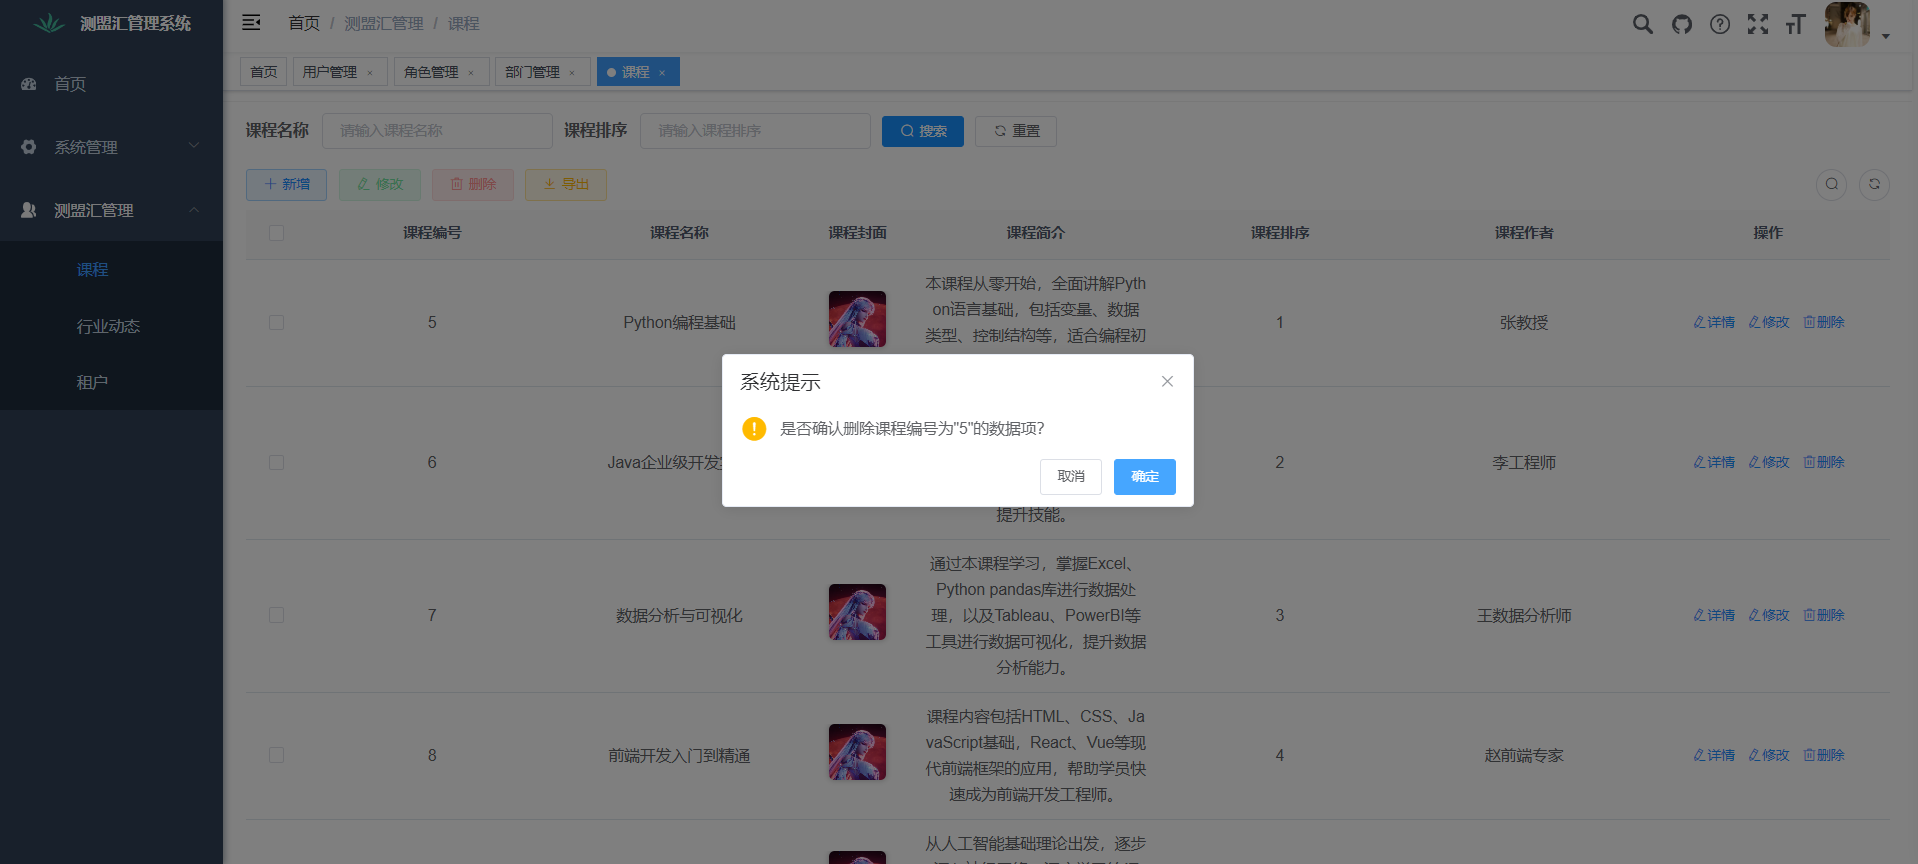 测盟汇管理系统
首页
系统管理
测盟汇管理
课程
行业动态
租户
首页 / 测盟汇管理 / 课程
首页 用户管理 × 角色管理 × 部门管理 × 课程 ×
课程名称 请输入课程名称 课程排序 请输入课程排序 搜索 重置
新增 修改 删除 导出
课程编号 课程名称 课程封面 课程简介 课程排序 课程作者 操作
本课程从零开始，全面讲解Pyth
on语言基础，包括变量、数据
类型、控制结构等，适合编程初
5 Python编程基础 1 张教授 详情 修改 删除
系统提示
是否确认删除课程编号为"5"的数据项?
取消 确定
6 Java企业级开发 2 李工程师 详情 修改 删除
提升技能。
通过本课程学习，掌握Excel、
Python pandas库进行数据处
理，以及Tableau、PowerBI等
工具进行数据可视化，提升数据
分析能力。
7 数据分析与可视化 3 王数据分析师 详情 修改 删除
课程内容包括HTML、CSS、Ja
vaScript基础，React、Vue等现
代前端框架的应用，帮助学员快
速成为前端开发工程师。
8 前端开发入门到精通 4 赵前端专家 详情 修改 删除
从人工智能基础理论出发，逐步